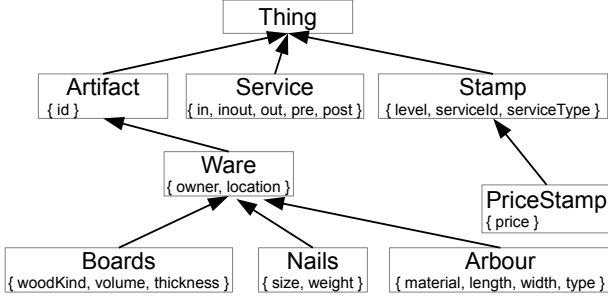 Thing
Artifact
{ id }
Service
{ in, inout, out, pre, post }
Stamp
{ level, serviceId, serviceType }
Ware
{ owner, location }
PriceStamp
{ price }
Boards
{ woodKind, volume, thickness }
Nails
{ size, weight }
Arbour
{ material, length, width, type }